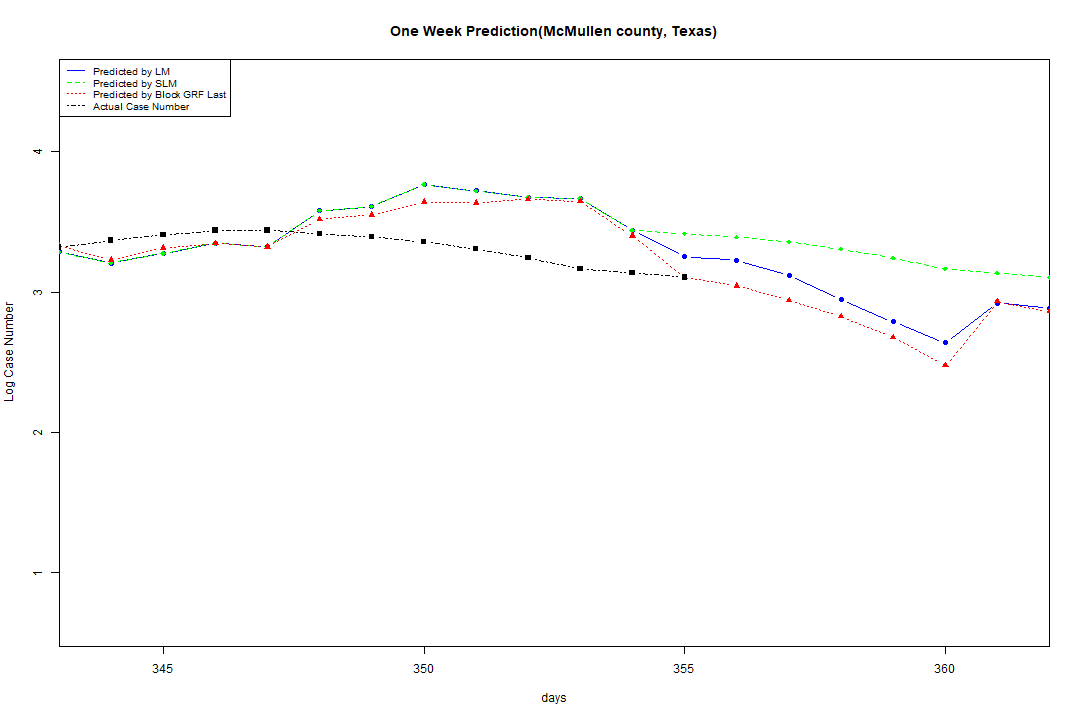 One Week Prediction(McMullen county, Texas)
Predicted by LM
Predicted by SLM
Predicted by Block GRF Last
Actual Case Number
4
3
2
1
Log Case Number
345 350 355 360
days